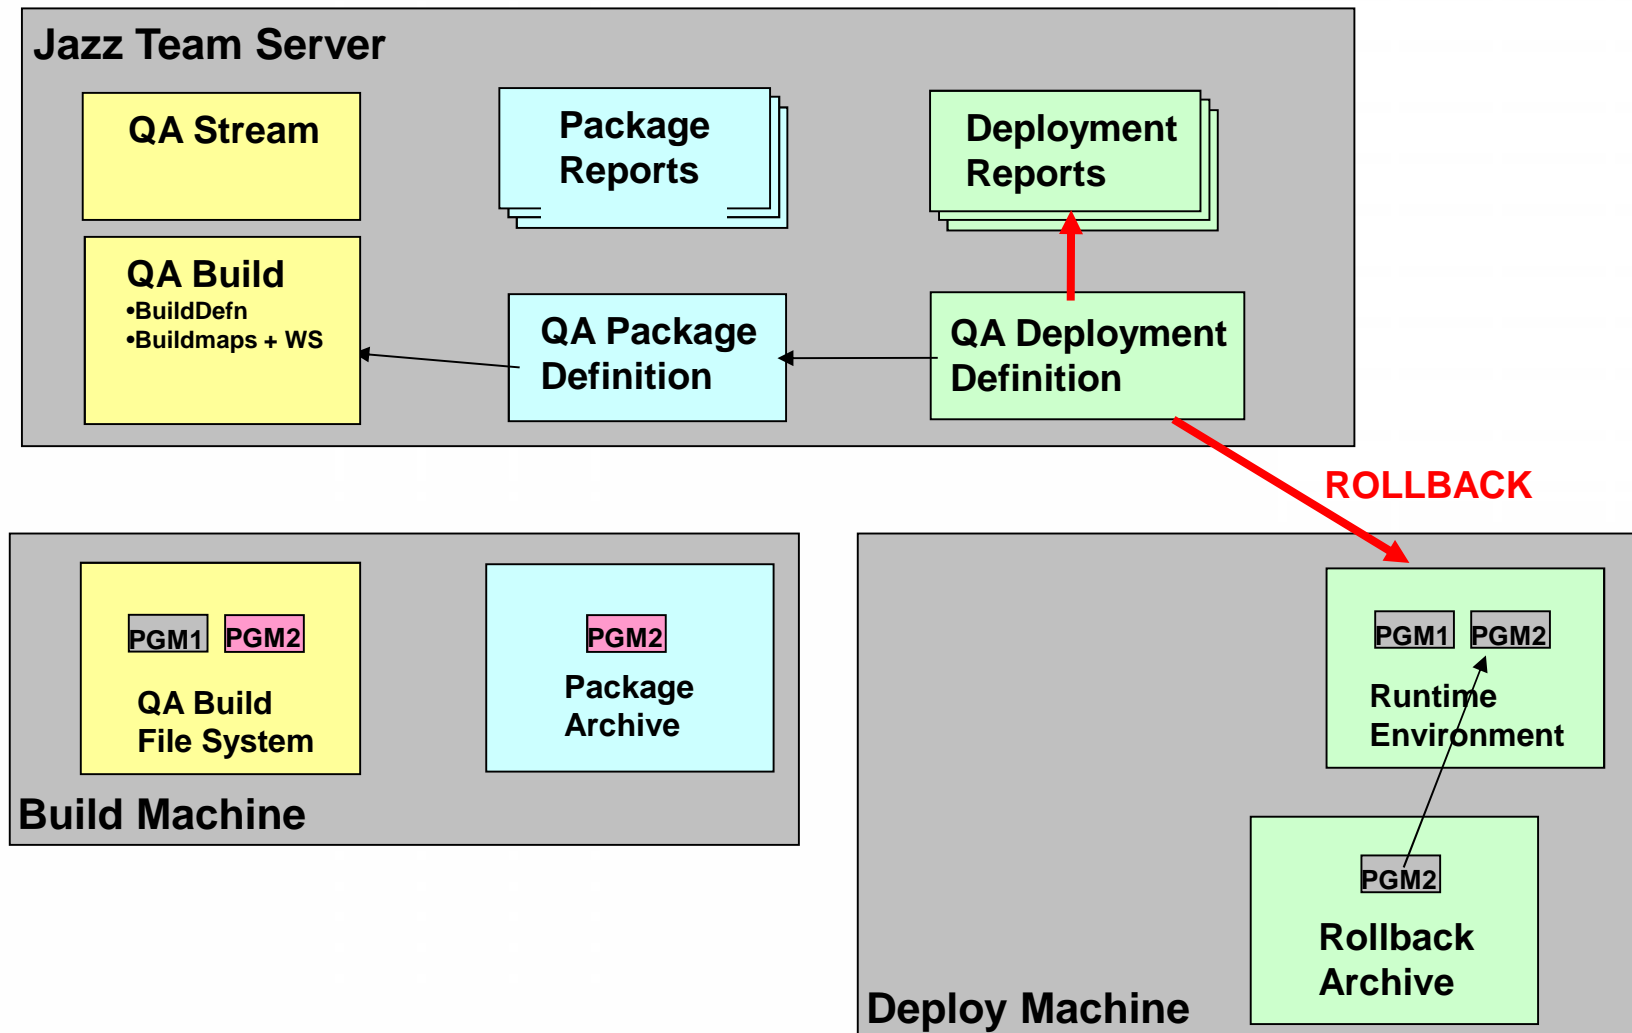 Jazz Team Server
QA Stream
Package
Reports
Deployment
Reports
QA Build
•BuildDefn
•Buildmaps + WS
QA Package
Definition
QA Deployment
Definition
ROLLBACK
PGM1
PGM2
QA Build
File System
PGM2
Package
Archive
Build Machine
PGM1
PGM2
Runtime
Environment
PGM2
Rollback
Archive
Deploy Machine